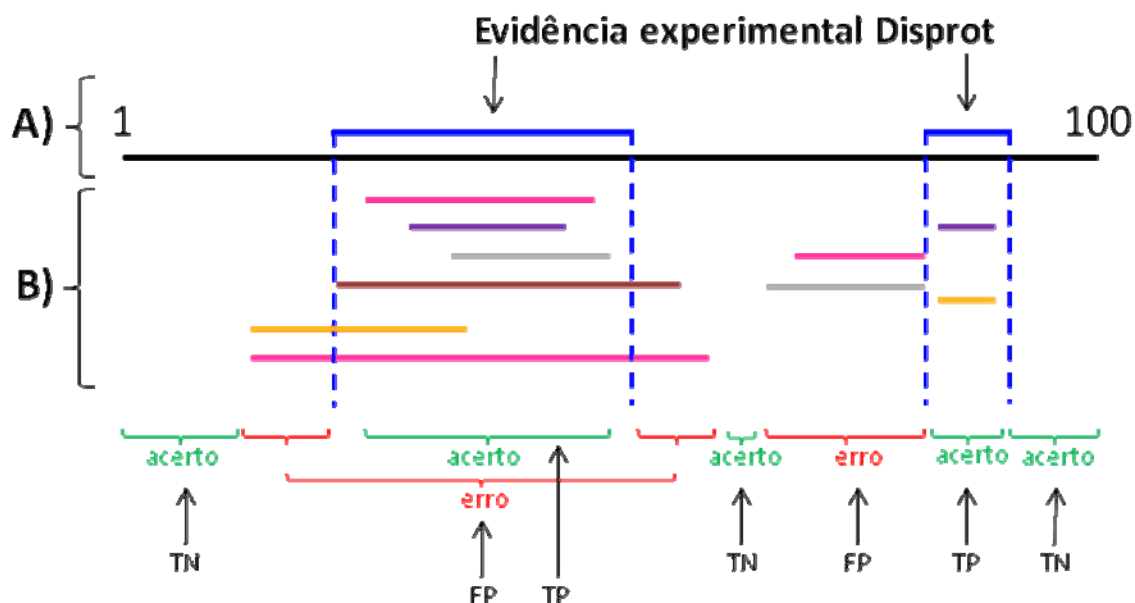 Evidência experimental Disprot
A) 1 100
B)
acerto acerto acerto erro acerto acerto
erro
TN TN FP TP TN
FP TP